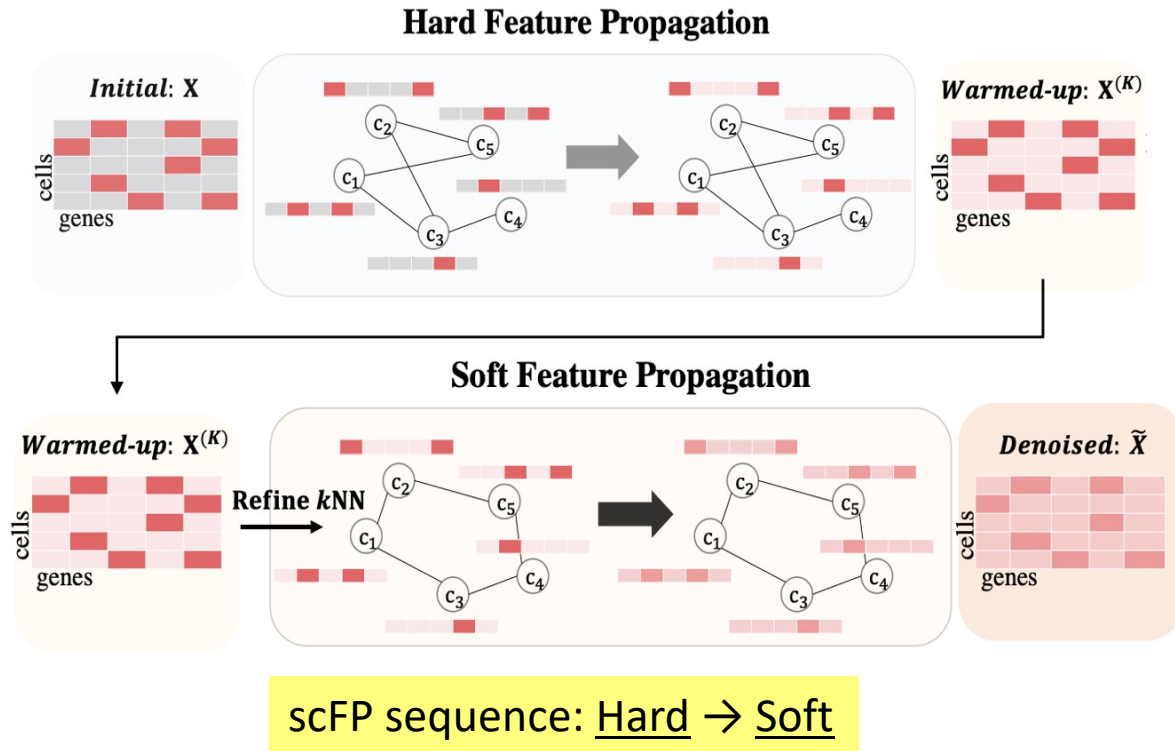 Hard Feature Propagation
Initial: X
cells
genes
c2
c5
c1
c4
c3
c2
c5
c1
c4
c3
Warmed-up: X^(K)
cells
genes
Soft Feature Propagation
Warmed-up: X^(K)
cells
genes
Refine kNN
c2
c5
c1
c4
c3
c2
c5
c1
c4
c3
Denoised: X̃
cells
genes
scFP sequence: Hard → Soft